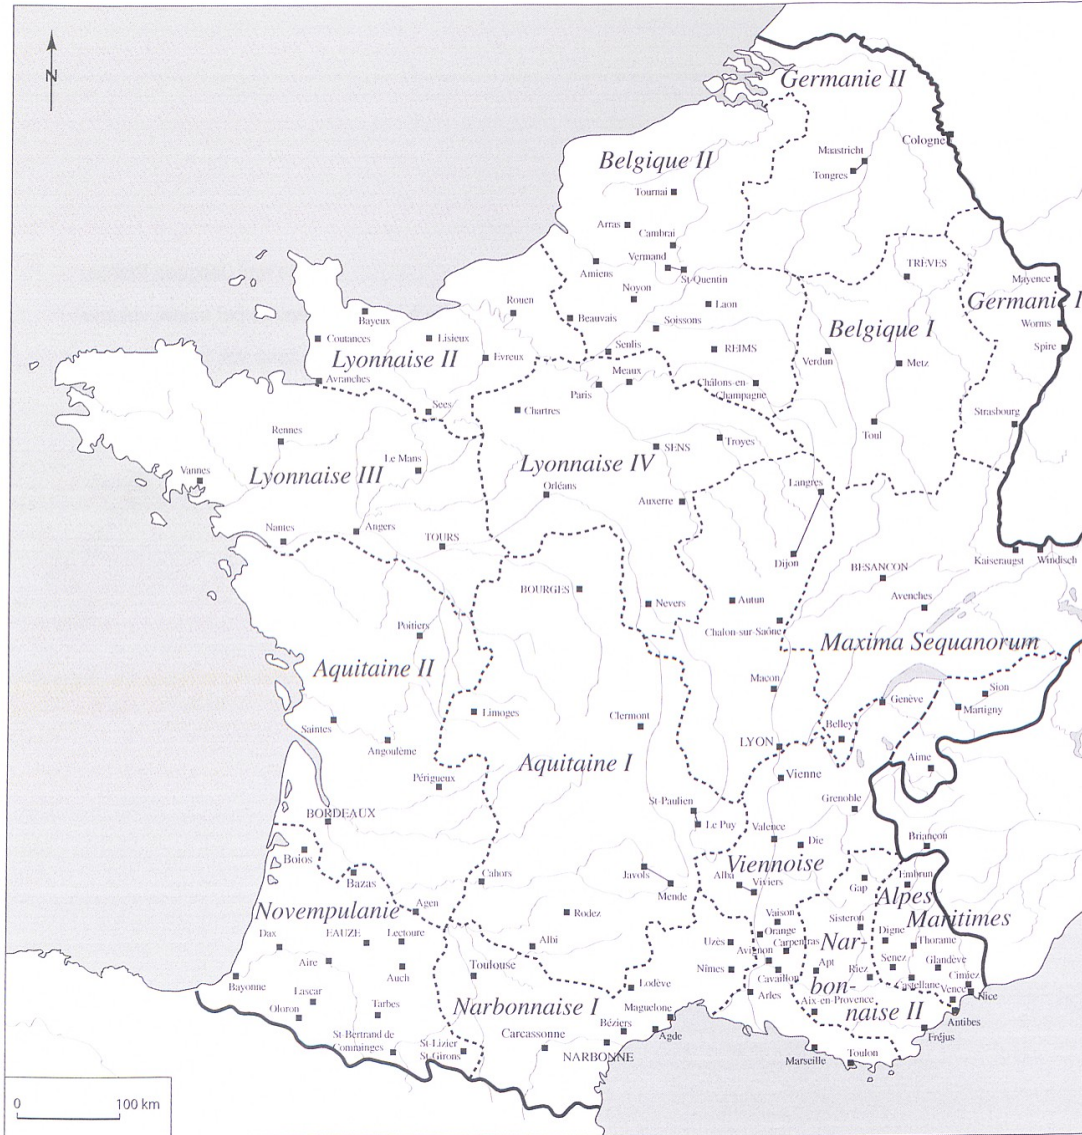 N
Germanie II
Cologne
Maastricht
Tongres
Belgique II
Tournai
Arras
Cambrai
Vermand
Amiens
St-Quentin
Noyon
Laon
Rouen
Beauvais
Soissons
Senlis
REIMS
TRÈVES
Mayence
Germanie I
Worms
Spire
Belgique I
Verdun
Metz
Toul
Strasbourg
Bayeux
Coutances
Lisieux
Lyonnaise II
Evreux
Avranches
Sees
Meaux
Paris
Châlons-en-
Champagne
Chartres
Troyes
SENS
Lyonnaise IV
Orléans
Auxerre
Langres
Dijon
Rennes
Le Mans
Vannes
Lyonnaise III
Nantes
Angers
TOURS
BOURGES
Nevers
Autun
Chalon-sur-Saône
BESANCON
Avenches
Kaiseraugst
Windisch
Maxima Sequanorum
Poitiers
Aquitaine II
Limoges
Clermont
Macon
Genève
Sion
Martigny
Saintes
Angoulème
LYON
Belley
Aime
Aquitaine I
Périgueux
Vienne
Grenoble
BORDEAUX
St-Paulien
Le Puy
Valence
Die
Briançon
Boios
Viennoise
Bazas
Cahors
Javols
Mende
Alba
Viviers
Gap
Embrun
Alpes
Maritimes
Novempulanie
Agen
Rodez
Vaison
Orange
Sisteron
Digne
Dax
EAUZE
Lectoure
Albi
Uzès
Avignon
Carpentras
Nar-
Thorame
Aire
Auch
Toulouse
Nîmes
Cavaillon
Apt
Riez
Senez
Glandève
Bayonne
Lodève
Arles
bon-
Castellane
Cimiez
Lascar
Oloron
Tarbes
Narbonnaise I
Maguelone
Aix-en-Provence
naise II
Vence
Nice
Antibes
St-Bertrand de
Comminges
St-Lizier
St-Girons
Carcassonne
Béziers
NARBONNE
Agde
Marseille
Toulon
Fréjus
0
100 km